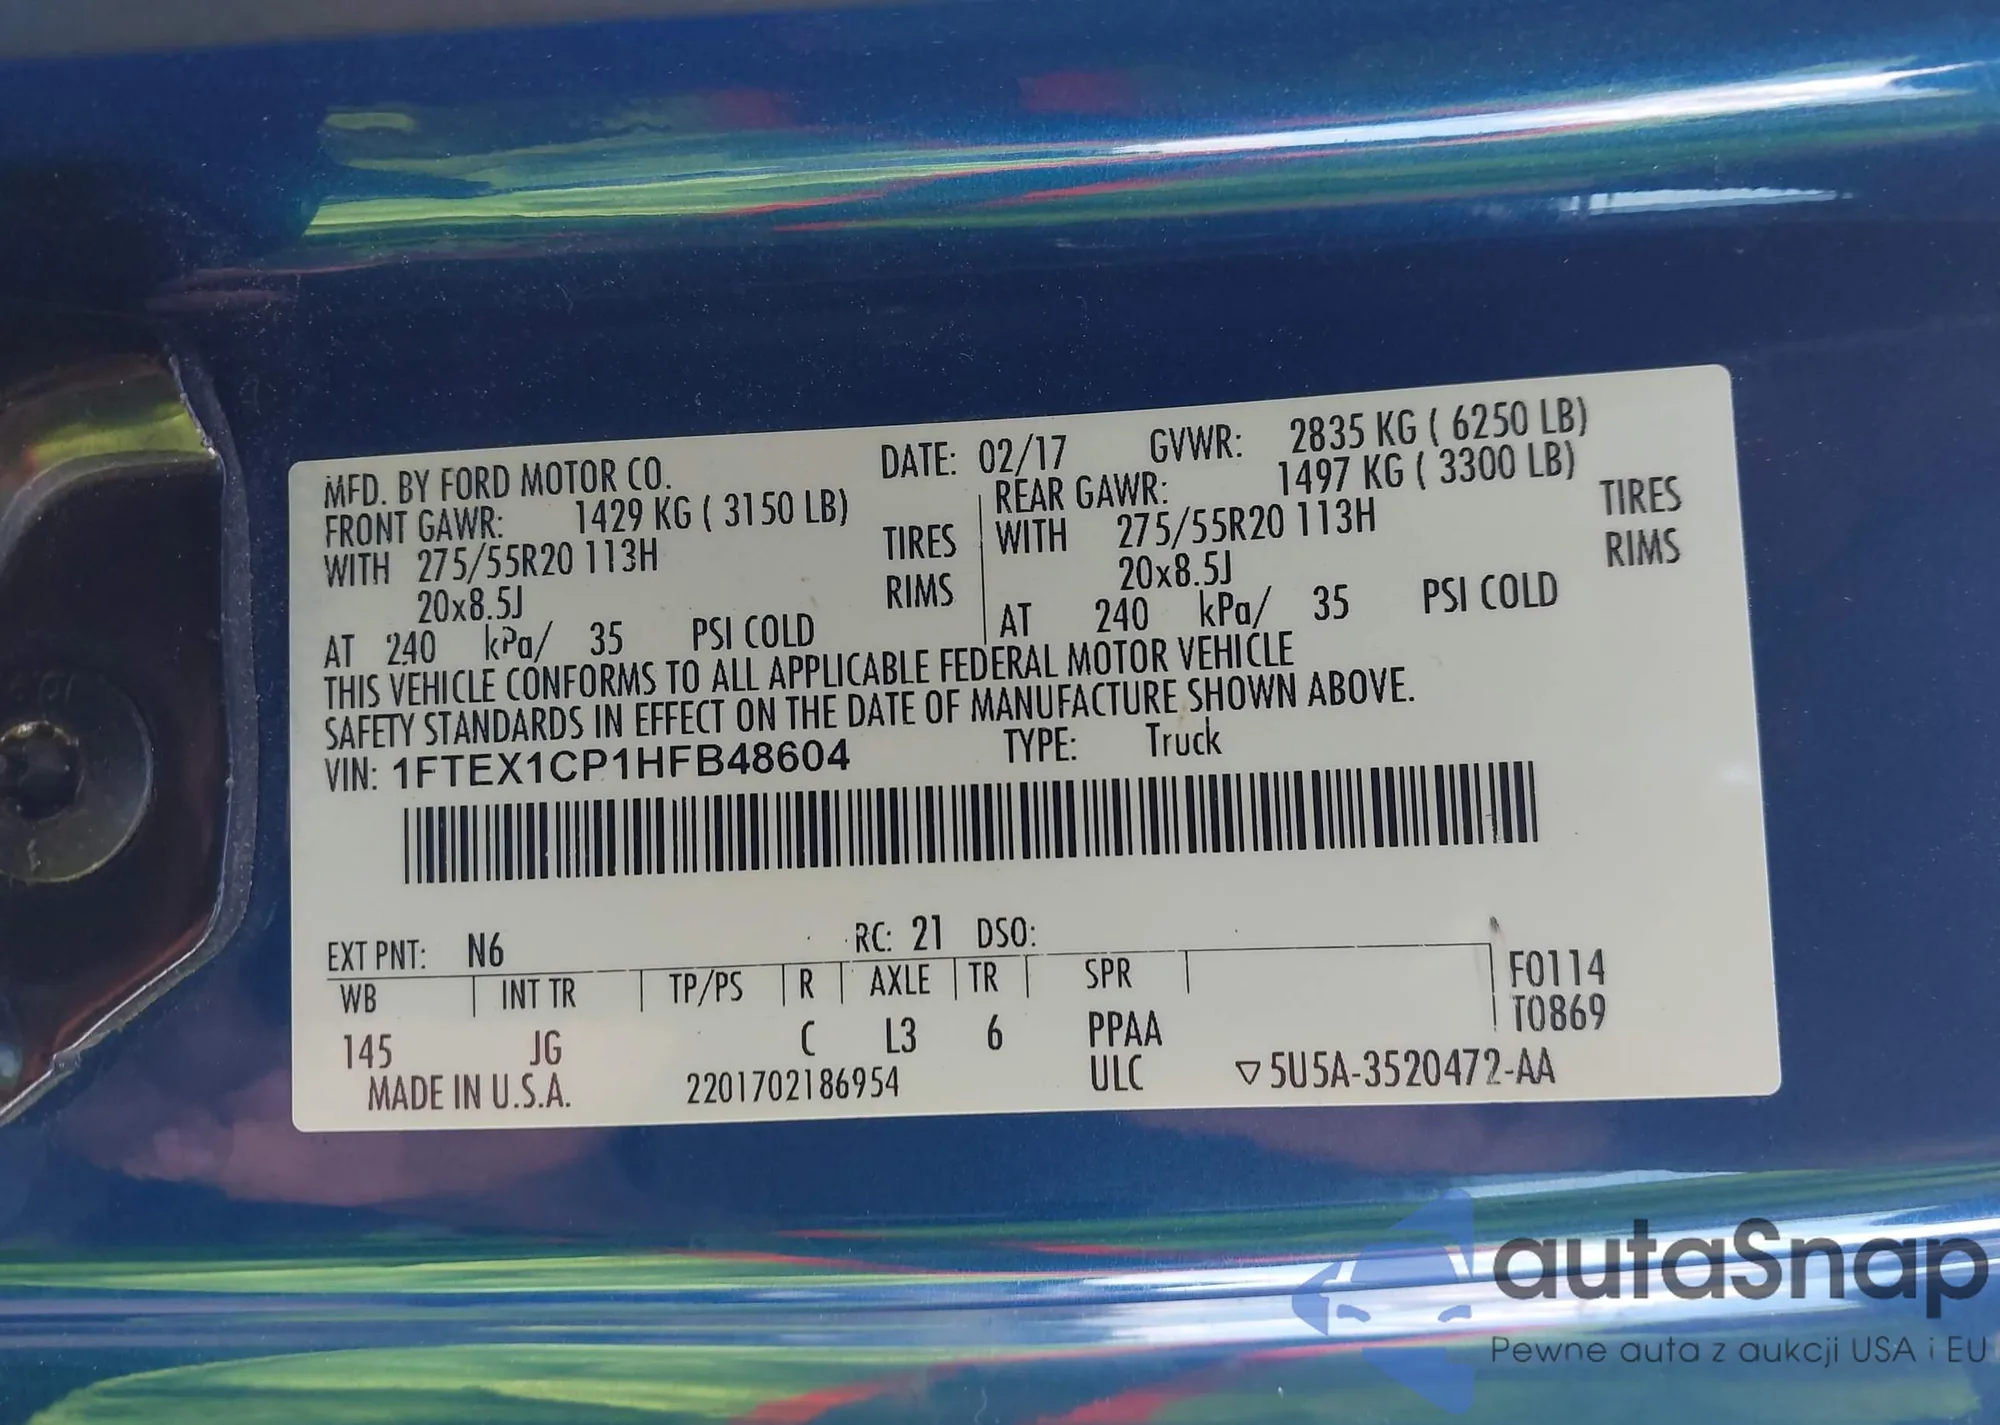 MFD. BY FORD MOTOR CO. DATE: 02/17 GVWR: 2835 KG ( 6250 LB)
FRONT GAWR: 1429 KG ( 3150 LB) REAR GAWR: 1497 KG ( 3300 LB)
WITH 275/55R20 113H TIRES WITH 275/55R20 113H TIRES
20x8.5J RIMS 20x8.5J RIMS
AT 240 kPa/ 35 PSI COLD AT 240 kPa/ 35 PSI COLD
THIS VEHICLE CONFORMS TO ALL APPLICABLE FEDERAL MOTOR VEHICLE
SAFETY STANDARDS IN EFFECT ON THE DATE OF MANUFACTURE SHOWN ABOVE.
VIN: 1FTEX1CP1HFB48604 TYPE: Truck
EXT PNT: N6 RC: 21 DSO:
WB INT TR TP/PS R AXLE TR SPR F0114
T0869
145 JG C L3 6 PPAA
MADE IN U.S.A. 2201702186954 ULC ▽5U5A-3520472-AA
autaSnap
Pewne auta z aukcji USA i EU